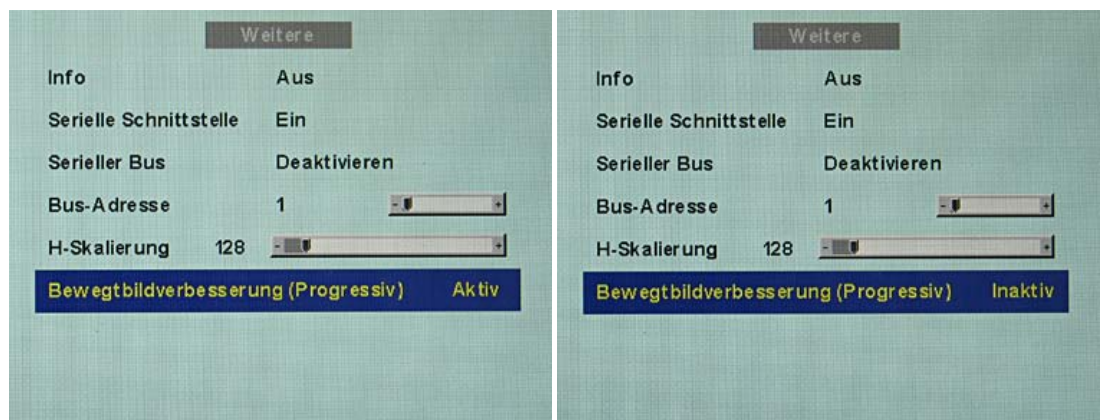 Weitere
Info Aus
Serielle Schnittstelle Ein
Serieller Bus Deaktivieren
Bus-Adresse 1 - +
H-Skalierung 128 - +
Bewegtbildverbesserung (Progressiv) Aktiv
Weitere
Info Aus
Serielle Schnittstelle Ein
Serieller Bus Deaktivieren
Bus-Adresse 1 - +
H-Skalierung 128 - +
Bewegtbildverbesserung (Progressiv) Inaktiv